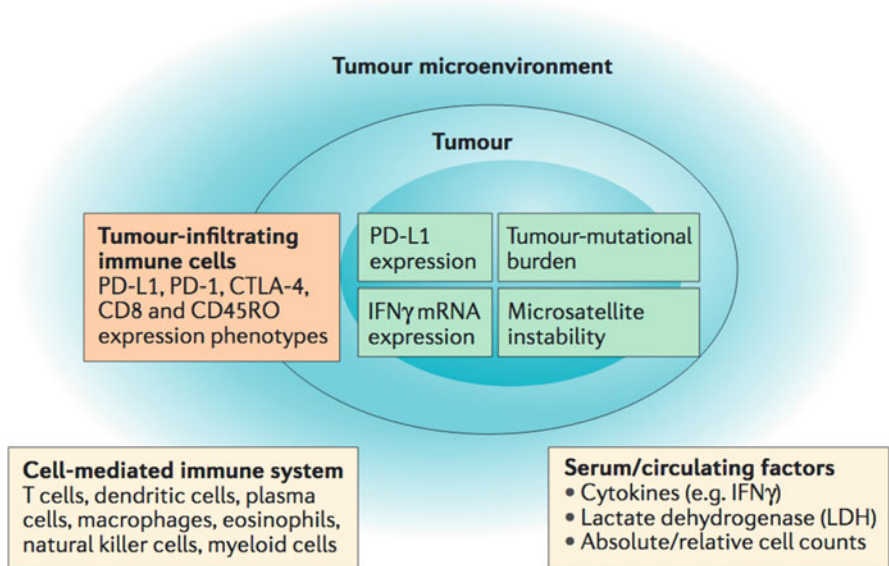 Tumour microenvironment
Tumour
Tumour-infiltrating
immune cells
PD-L1, PD-1, CTLA-4,
CD8 and CD45RO
expression phenotypes
PD-L1
expression
Tumour-mutational
burden
IFNγ mRNA
expression
Microsatellite
instability
Cell-mediated immune system
T cells, dendritic cells, plasma
cells, macrophages, eosinophils,
natural killer cells, myeloid cells
Serum/circulating factors
• Cytokines (e.g. IFNγ)
• Lactate dehydrogenase (LDH)
• Absolute/relative cell counts